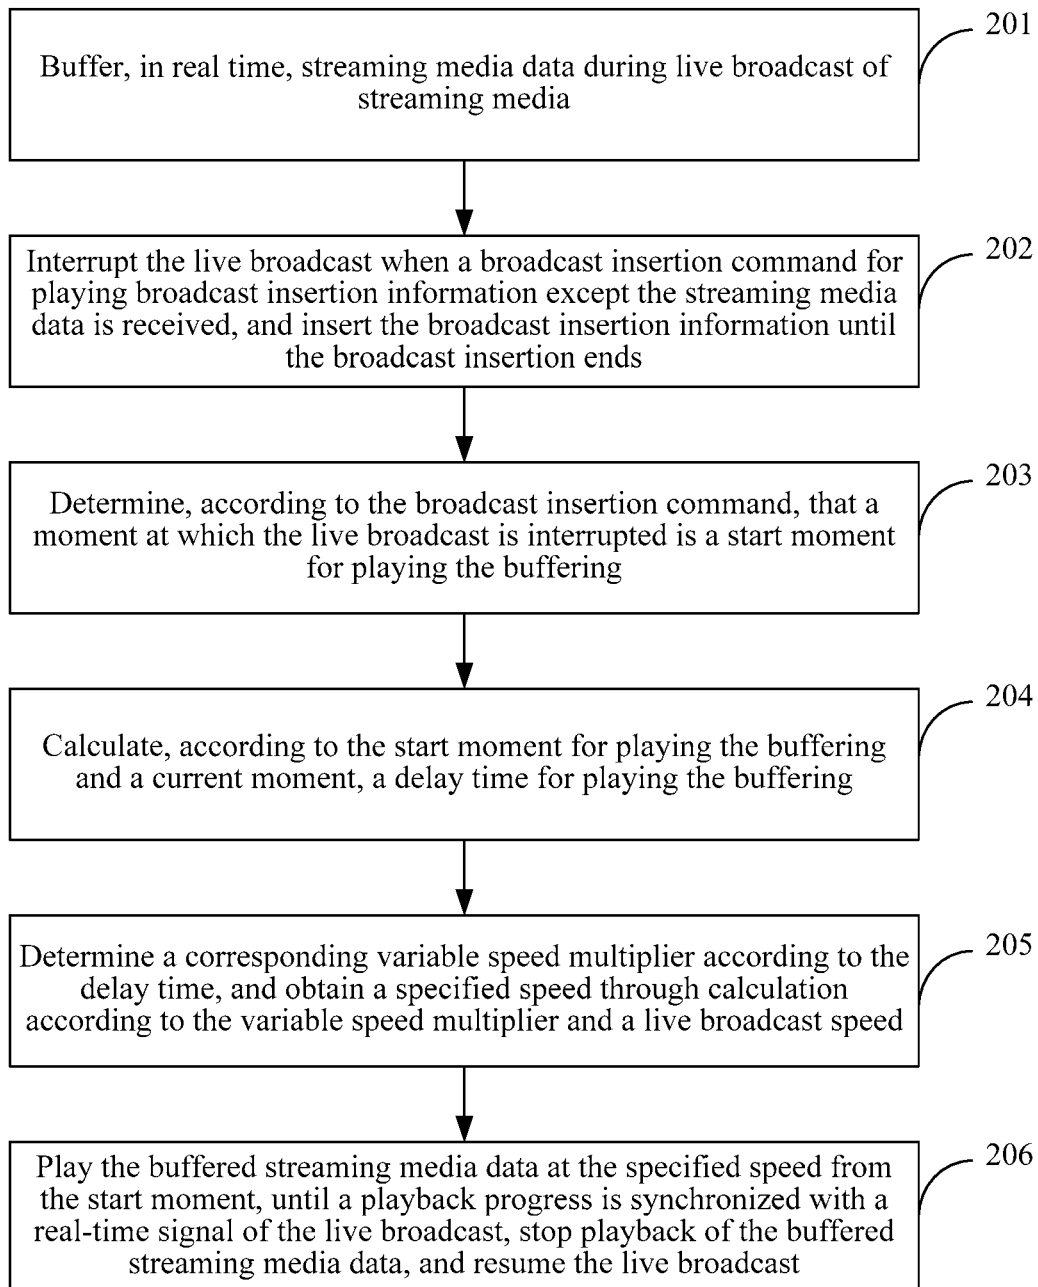 201
Buffer, in real time, streaming media data during live broadcast of
streaming media
202
Interrupt the live broadcast when a broadcast insertion command for
playing broadcast insertion information except the streaming media
data is received, and insert the broadcast insertion information until
the broadcast insertion ends
203
Determine, according to the broadcast insertion command, that a
moment at which the live broadcast is interrupted is a start moment
for playing the buffering
204
Calculate, according to the start moment for playing the buffering
and a current moment, a delay time for playing the buffering
205
Determine a corresponding variable speed multiplier according to the
delay time, and obtain a specified speed through calculation
according to the variable speed multiplier and a live broadcast speed
206
Play the buffered streaming media data at the specified speed from
the start moment, until a playback progress is synchronized with a
real-time signal of the live broadcast, stop playback of the buffered
streaming media data, and resume the live broadcast